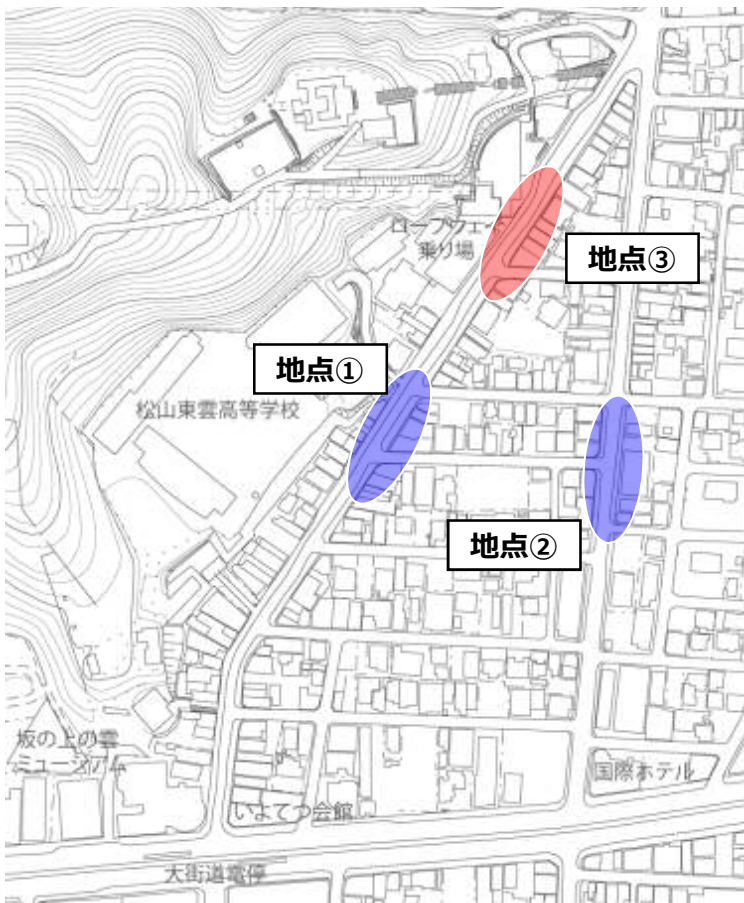 ロープウェイ
乗り場
地点③
地点①
松山東雲高等学校
地点②
坂の上の雲
ミュージアム
国際ホテル
いよてつ会館
大街道電停